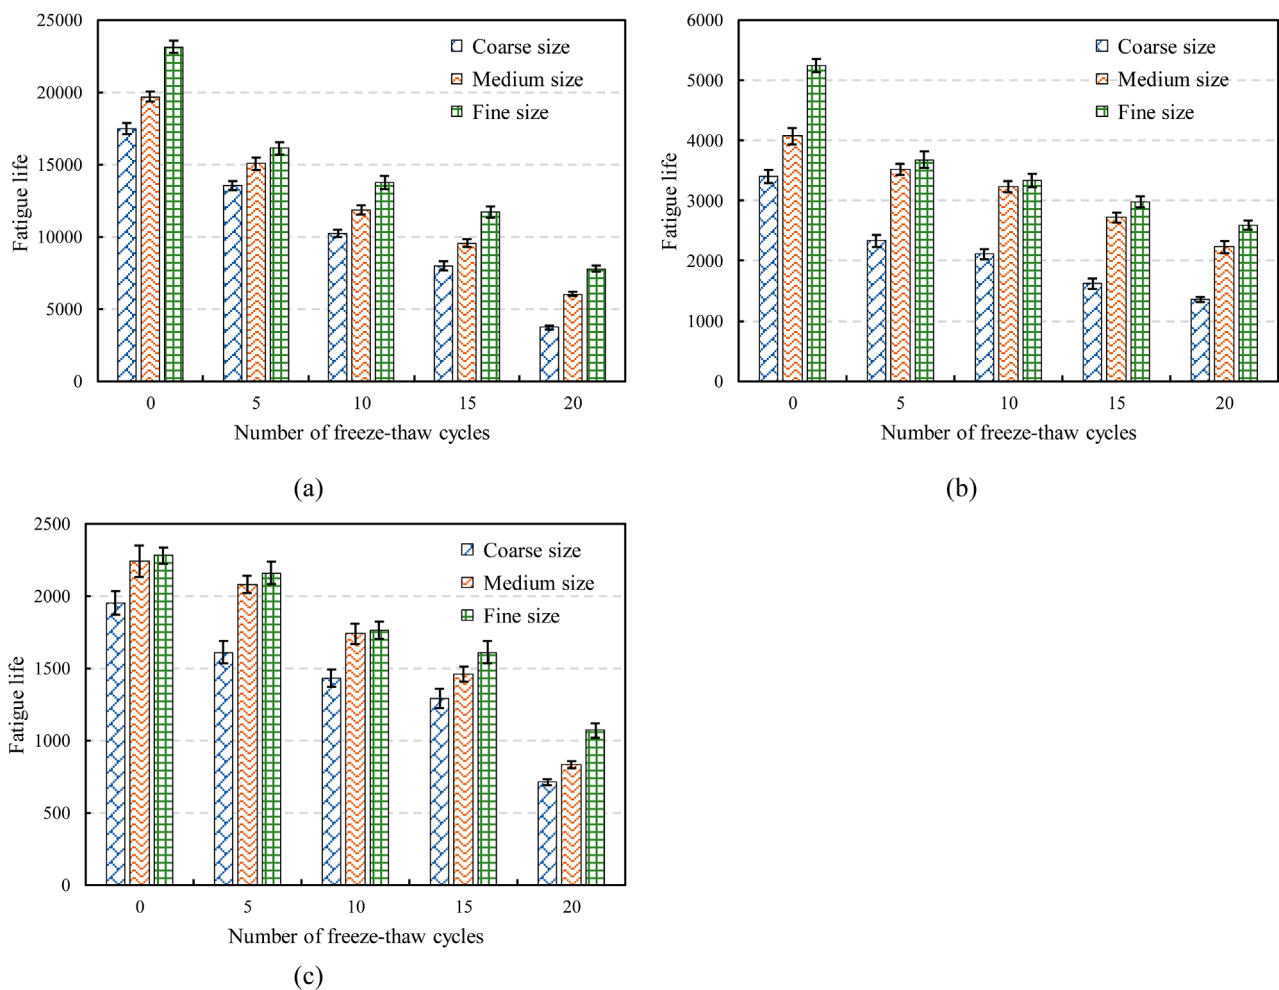 25000
20000
15000
10000
5000
0
Fatigue life
Coarse size
Medium size
Fine size
0 5 10 15 20
Number of freeze-thaw cycles
(a)
6000
5000
4000
3000
2000
1000
0
Fatigue life
Coarse size
Medium size
Fine size
0 5 10 15 20
Number of freeze-thaw cycles
(b)
2500
2000
1500
1000
500
0
Fatigue life
Coarse size
Medium size
Fine size
0 5 10 15 20
Number of freeze-thaw cycles
(c)